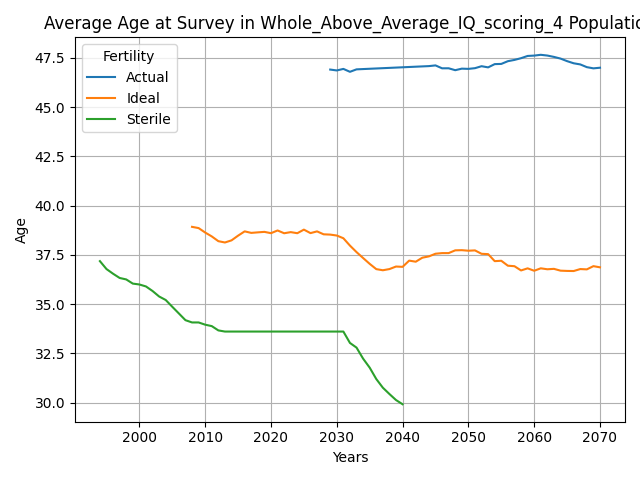 Average Age at Survey in Whole_Above_Average_IQ_scoring_4 Populatio
Fertility
Actual
Ideal
Sterile
47.5
45.0
42.5
40.0
37.5
35.0
32.5
30.0
Age
2000 2010 2020 2030 2040 2050 2060 2070
Years